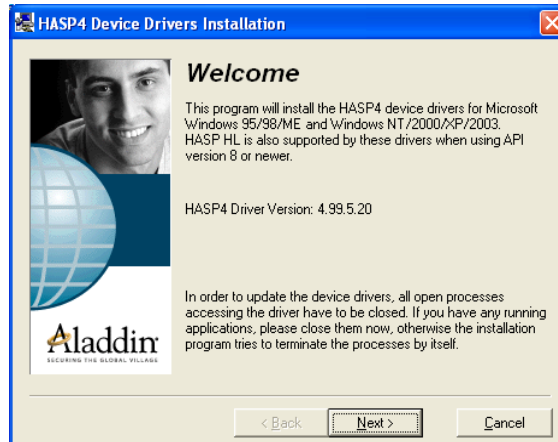 HASP4 Device Drivers Installation
Welcome
This program will install the HASP4 device drivers for Microsoft
Windows 95/98/ME and Windows NT/2000/XP/2003.
HASP HL is also supported by these drivers when using API
version 8 or newer.
HASP4 Driver Version: 4.99.5.20
In order to update the device drivers, all open processes
accessing the driver have to be closed. If you have any running
applications, please close them now, otherwise the installation
program tries to terminate the processes by itself.
Aladdin
SECURING THE GLOBAL VILLAGE
< Back
Next >
Cancel